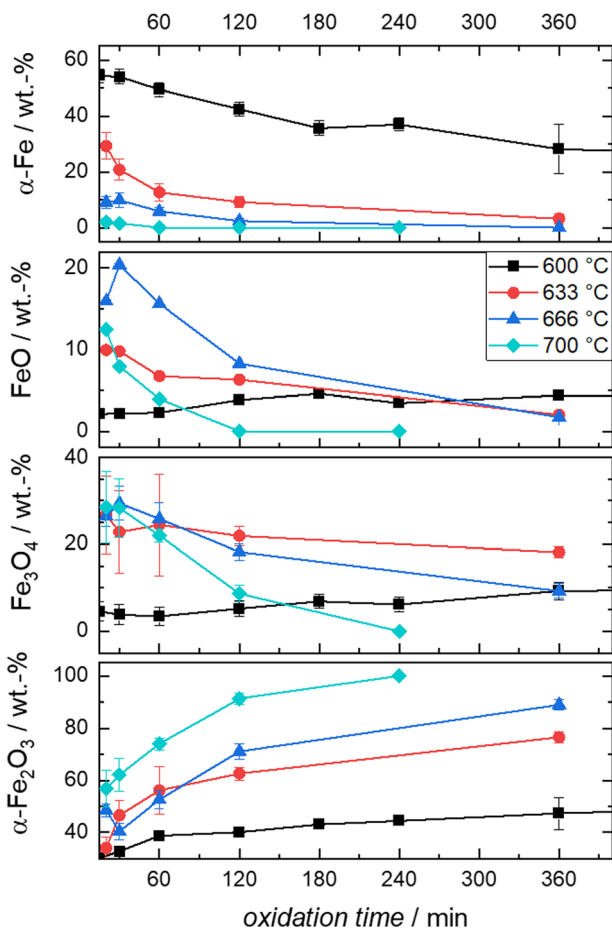 60 120 180 240 300 360
α-Fe / wt.-%
60
40
20
0
FeO / wt.-%
20
10
0
600 °C
633 °C
666 °C
700 °C
Fe₃O₄ / wt.-%
40
20
0
α-Fe₂O₃ / wt.-%
100
80
60
40
60 120 180 240 300 360
oxidation time / min